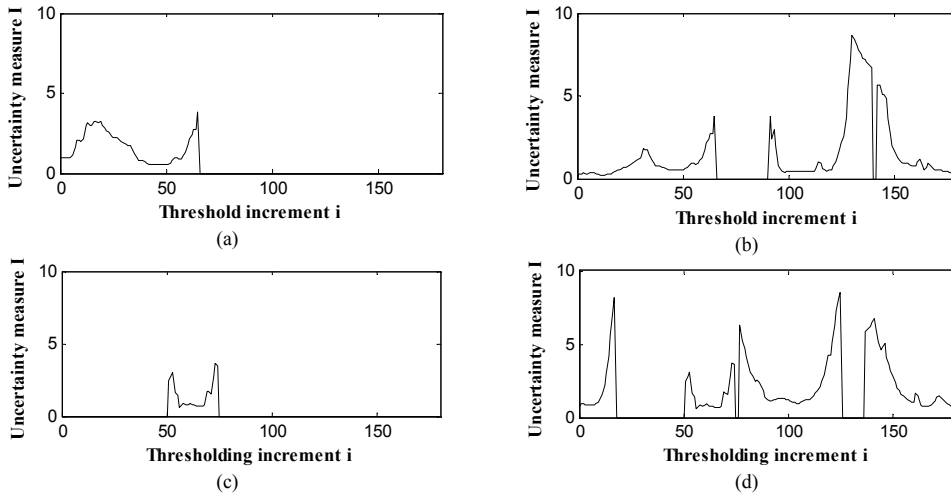 10
5
0
Uncertainty measure I
0 50 100 150
Threshold increment i
(a)
10
5
0
Uncertainty measure I
0 50 100 150
Threshold increment i
(b)
10
5
0
Uncertainty measure I
0 50 100 150
Thresholding increment i
(c)
10
5
0
Uncertainty measure I
0 50 100 150
Thresholding increment i
(d)